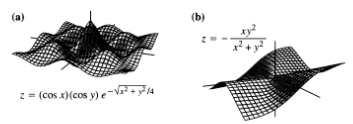 (a)
z = (cos x)(cos y) e^{-√(x² + y²)/4}
(b)
z = - xy² / (x² + y²)